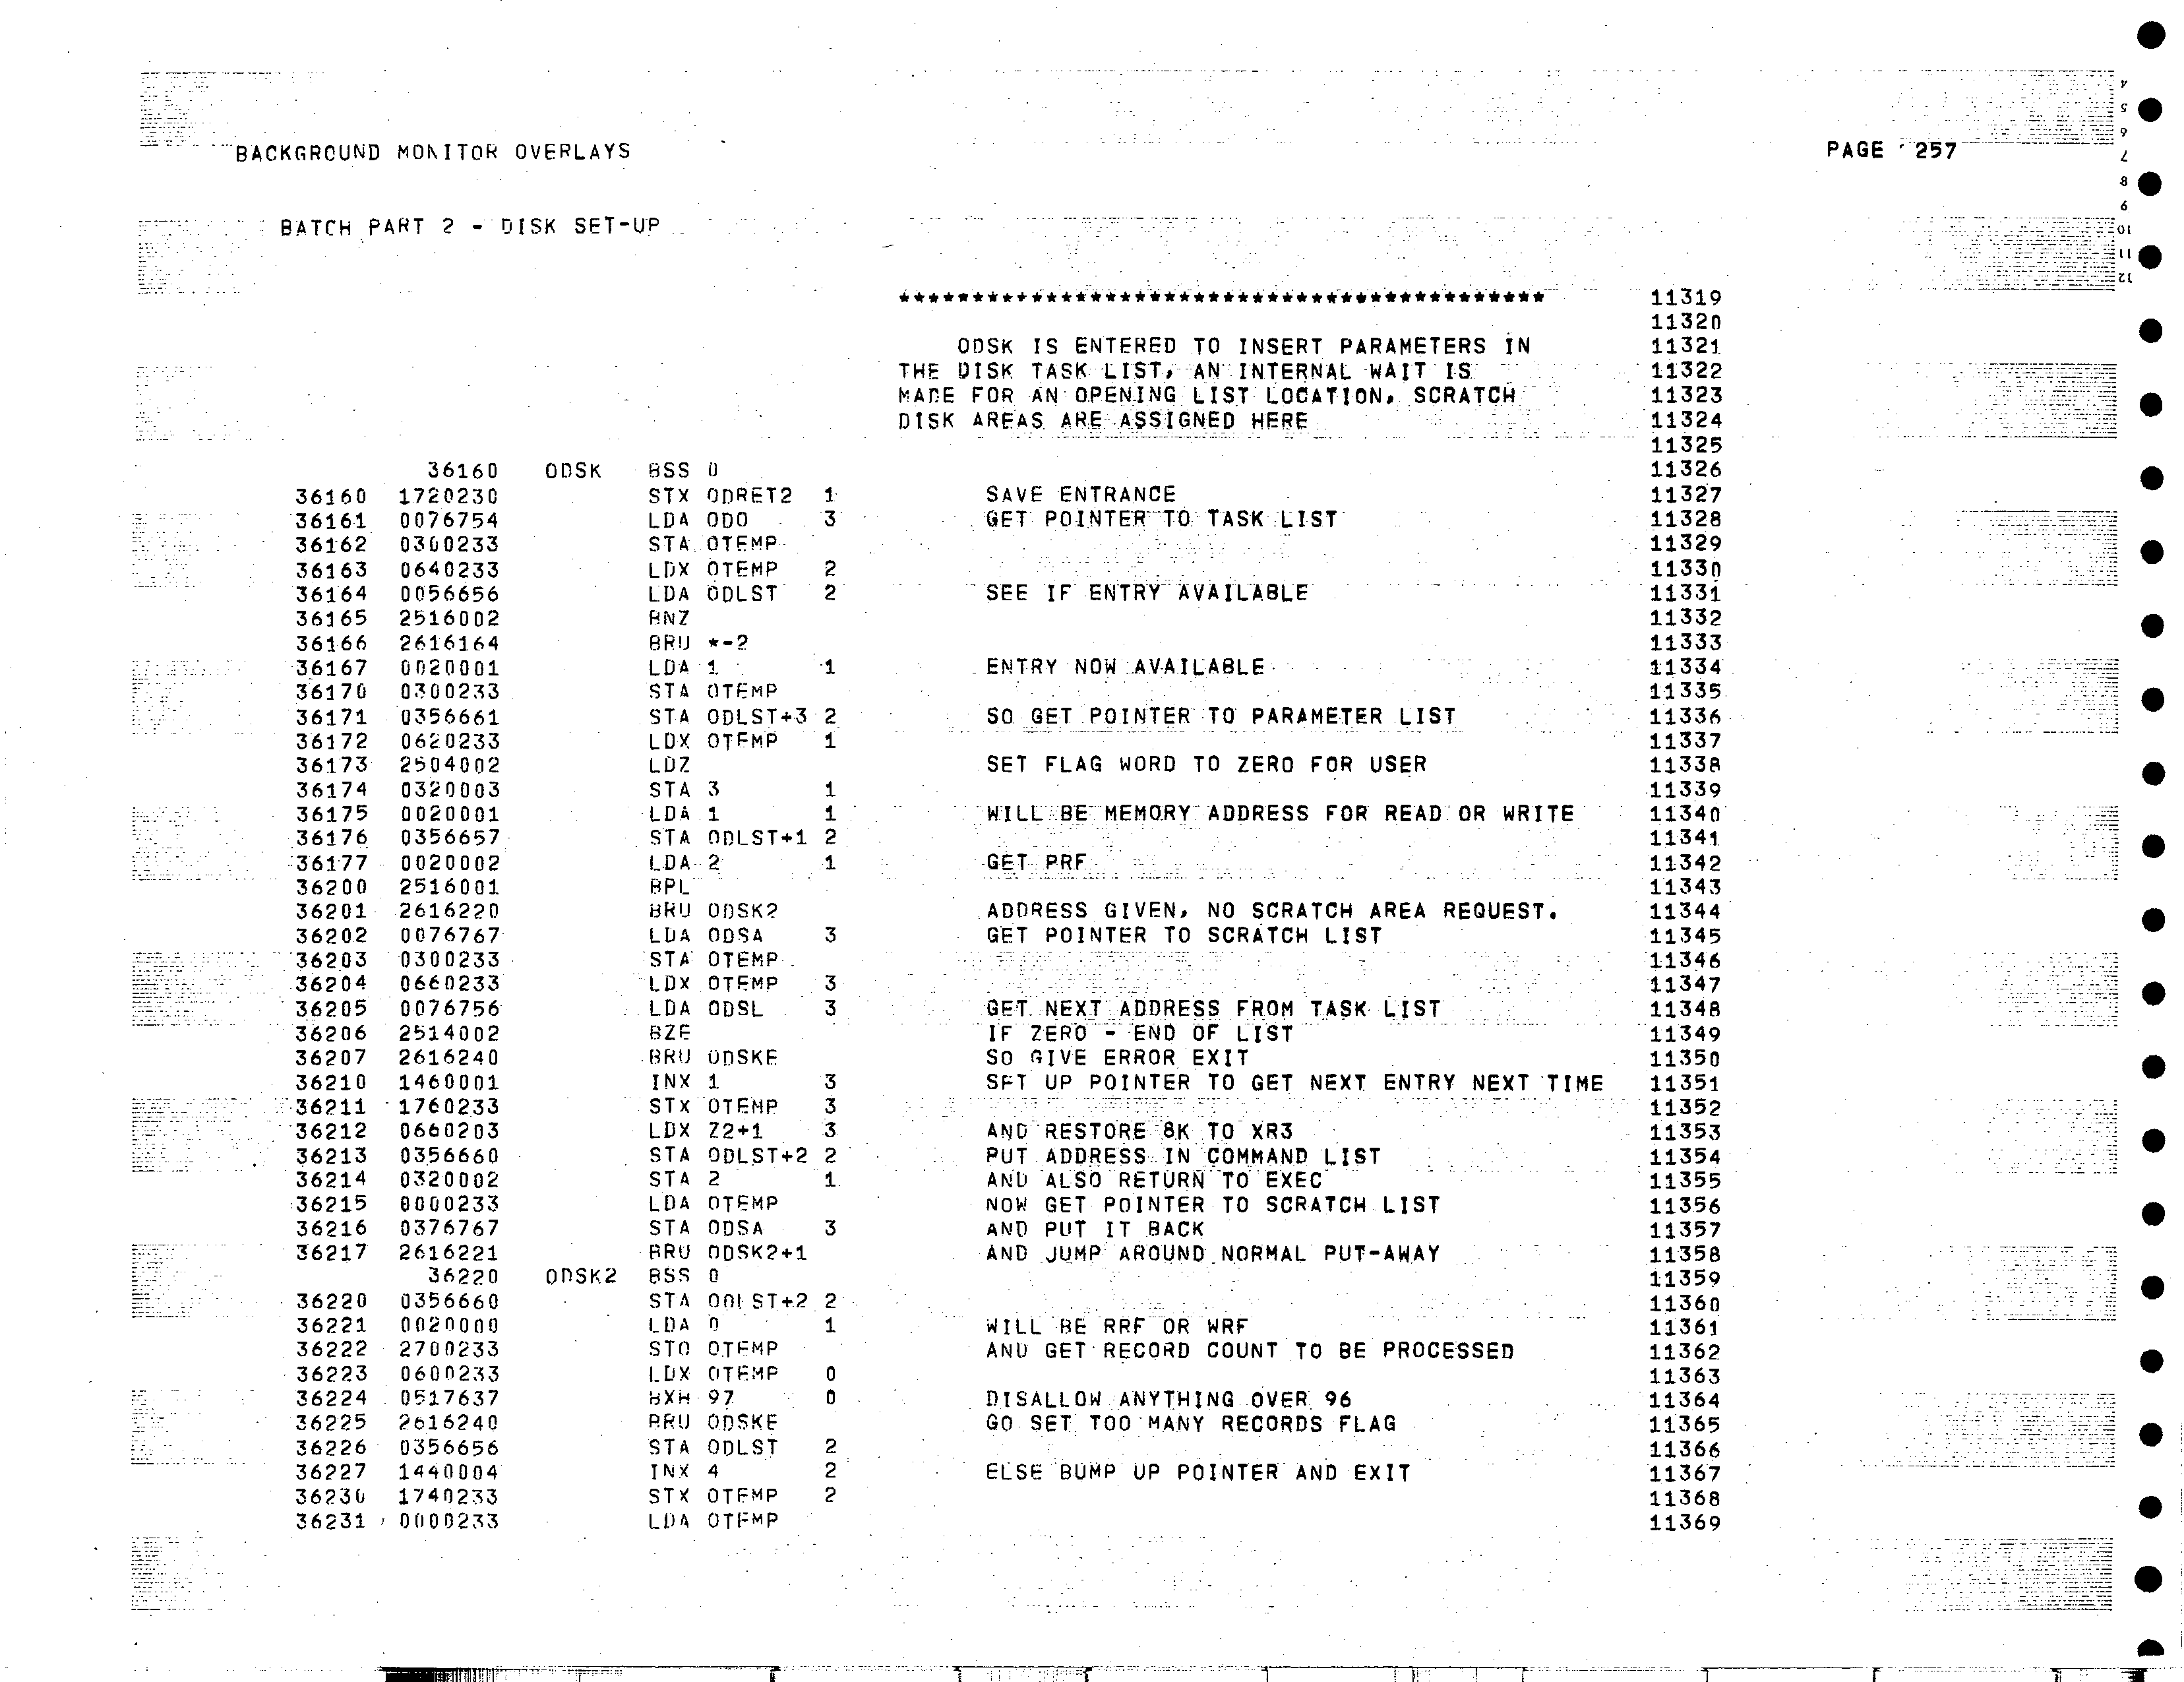 BACKGROUND MONITOR OVERLAYS PAGE 257
BATCH PART 2 - DISK SET-UP
******************************************** 11319
11320
ODSK IS ENTERED TO INSERT PARAMETERS IN 11321
THE DISK TASK LIST, AN INTERNAL WAIT IS 11322
MADE FOR AN OPENING LIST LOCATION, SCRATCH 11323
DISK AREAS ARE ASSIGNED HERE 11324
11325
36160 ODSK BSS 0 11326
36160 1720230 STX ODRET2 1 SAVE ENTRANCE 11327
36161 0076754 LDA ODO 3 GET POINTER TO TASK LIST 11328
36162 0300233 STA OTEMP 11329
36163 0640233 LDX OTEMP 2 11330
36164 0056656 LDA ODLST 2 SEE IF ENTRY AVAILABLE 11331
36165 2516002 BNZ 11332
36166 2616164 BRU *-2 11333
36167 0020001 LDA 1 1 ENTRY NOW AVAILABLE 11334
36170 0300233 STA OTEMP 11335
36171 0356661 STA ODLST+3 2 SO GET POINTER TO PARAMETER LIST 11336
36172 0620233 LDX OTEMP 1 11337
36173 2504002 LDZ SET FLAG WORD TO ZERO FOR USER 11338
36174 0320003 STA 3 1 11339
36175 0020001 LDA 1 1 WILL BE MEMORY ADDRESS FOR READ OR WRITE 11340
36176 0356657 STA ODLST+1 2 11341
36177 0020002 LDA 2 1 GET PRF 11342
36200 2516001 BPL 11343
36201 2616220 BRU ODSK2 ADDRESS GIVEN, NO SCRATCH AREA REQUEST. 11344
36202 0076767 LDA ODSA 3 GET POINTER TO SCRATCH LIST 11345
36203 0300233 STA OTEMP 11346
36204 0660233 LDX OTEMP 3 11347
36205 0076756 LDA ODSL 3 GET NEXT ADDRESS FROM TASK LIST 11348
36206 2514002 BZE IF ZERO - END OF LIST 11349
36207 2616240 BRU ODSKE SO GIVE ERROR EXIT 11350
36210 1460001 INX 1 3 SET UP POINTER TO GET NEXT ENTRY NEXT TIME 11351
36211 1760233 STX OTEMP 3 11352
36212 0660203 LDX Z2+1 3 AND RESTORE 8K TO XR3 11353
36213 0356660 STA ODLST+2 2 PUT ADDRESS IN COMMAND LIST 11354
36214 0320002 STA 2 1 AND ALSO RETURN TO EXEC 11355
36215 0000233 LDA OTEMP NOW GET POINTER TO SCRATCH LIST 11356
36216 0376767 STA ODSA 3 AND PUT IT BACK 11357
36217 2616221 BRU ODSK2+1 AND JUMP AROUND NORMAL PUT-AWAY 11358
36220 ODSK2 BSS 0 11359
36220 0356660 STA ODLST+2 2 11360
36221 0020000 LDA 0 1 WILL BE RRF OR WRF 11361
36222 2700233 STO OTEMP AND GET RECORD COUNT TO BE PROCESSED 11362
36223 0600233 LDX OTEMP 0 11363
36224 0517637 BXH 97 0 DISALLOW ANYTHING OVER 96 11364
36225 2616240 BRU ODSKE GO SET TOO MANY RECORDS FLAG 11365
36226 0356656 STA ODLST 2 11366
36227 1440004 INX 4 2 ELSE BUMP UP POINTER AND EXIT 11367
36230 1740233 STX OTEMP 2 11368
36231 0000233 LDA OTEMP 11369
4
5
6
7
8
9
10
11
12